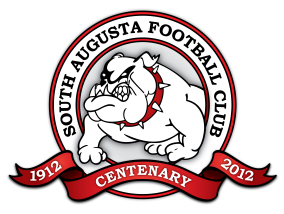 SOUTH AUGUSTA FOOTBALL CLUB
1912 CENTENARY 2012